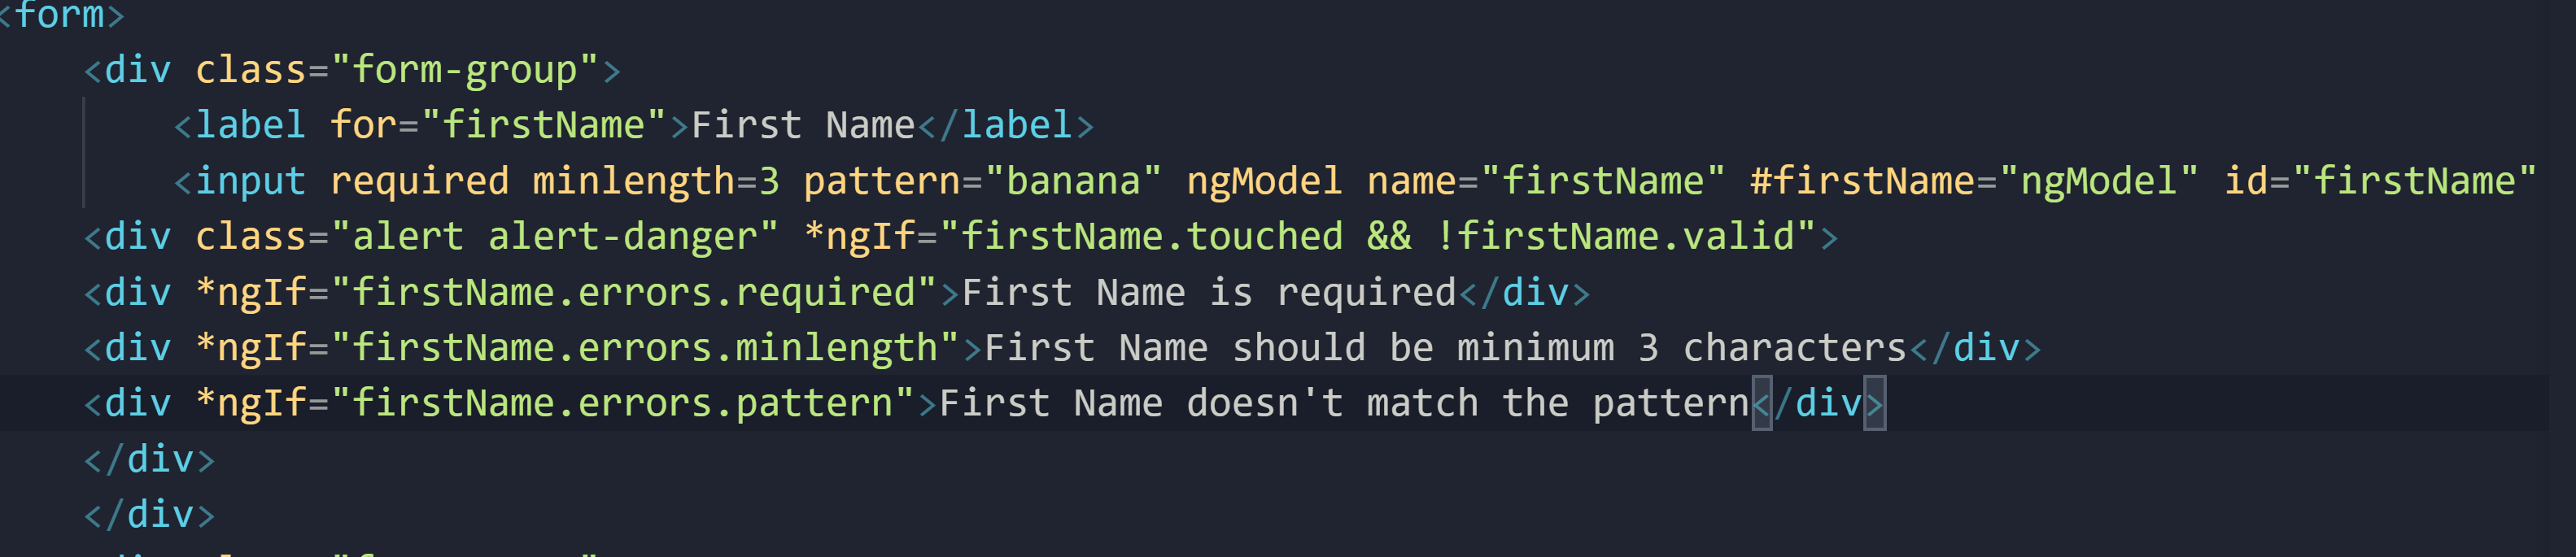 <form>
<div class="form-group">
<label for="firstName">First Name</label>
<input required minlength=3 pattern="banana" ngModel name="firstName" #firstName="ngModel" id="firstName"
<div class="alert alert-danger" *ngIf="firstName.touched && !firstName.valid">
<div *ngIf="firstName.errors.required">First Name is required</div>
<div *ngIf="firstName.errors.minlength">First Name should be minimum 3 characters</div>
<div *ngIf="firstName.errors.pattern">First Name doesn't match the pattern</div>
</div>
</div>